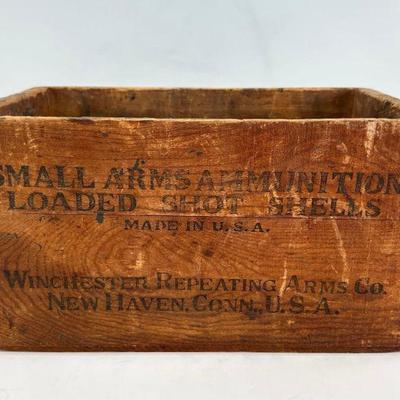 SMALL ARMS AMMUNITION
LOADED SHOT SHELLS
MADE IN U.S.A.
WINCHESTER REPEATING ARMS CO.
NEW HAVEN, CONN., U.S.A.